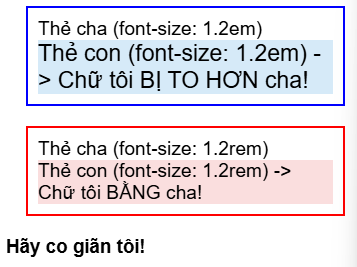 Thẻ cha (font-size: 1.2em)
Thẻ con (font-size: 1.2em) -
> Chữ tôi BỊ TO HƠN cha!
Thẻ cha (font-size: 1.2rem)
Thẻ con (font-size: 1.2rem) ->
Chữ tôi BẰNG cha!
Hãy co giãn tôi!